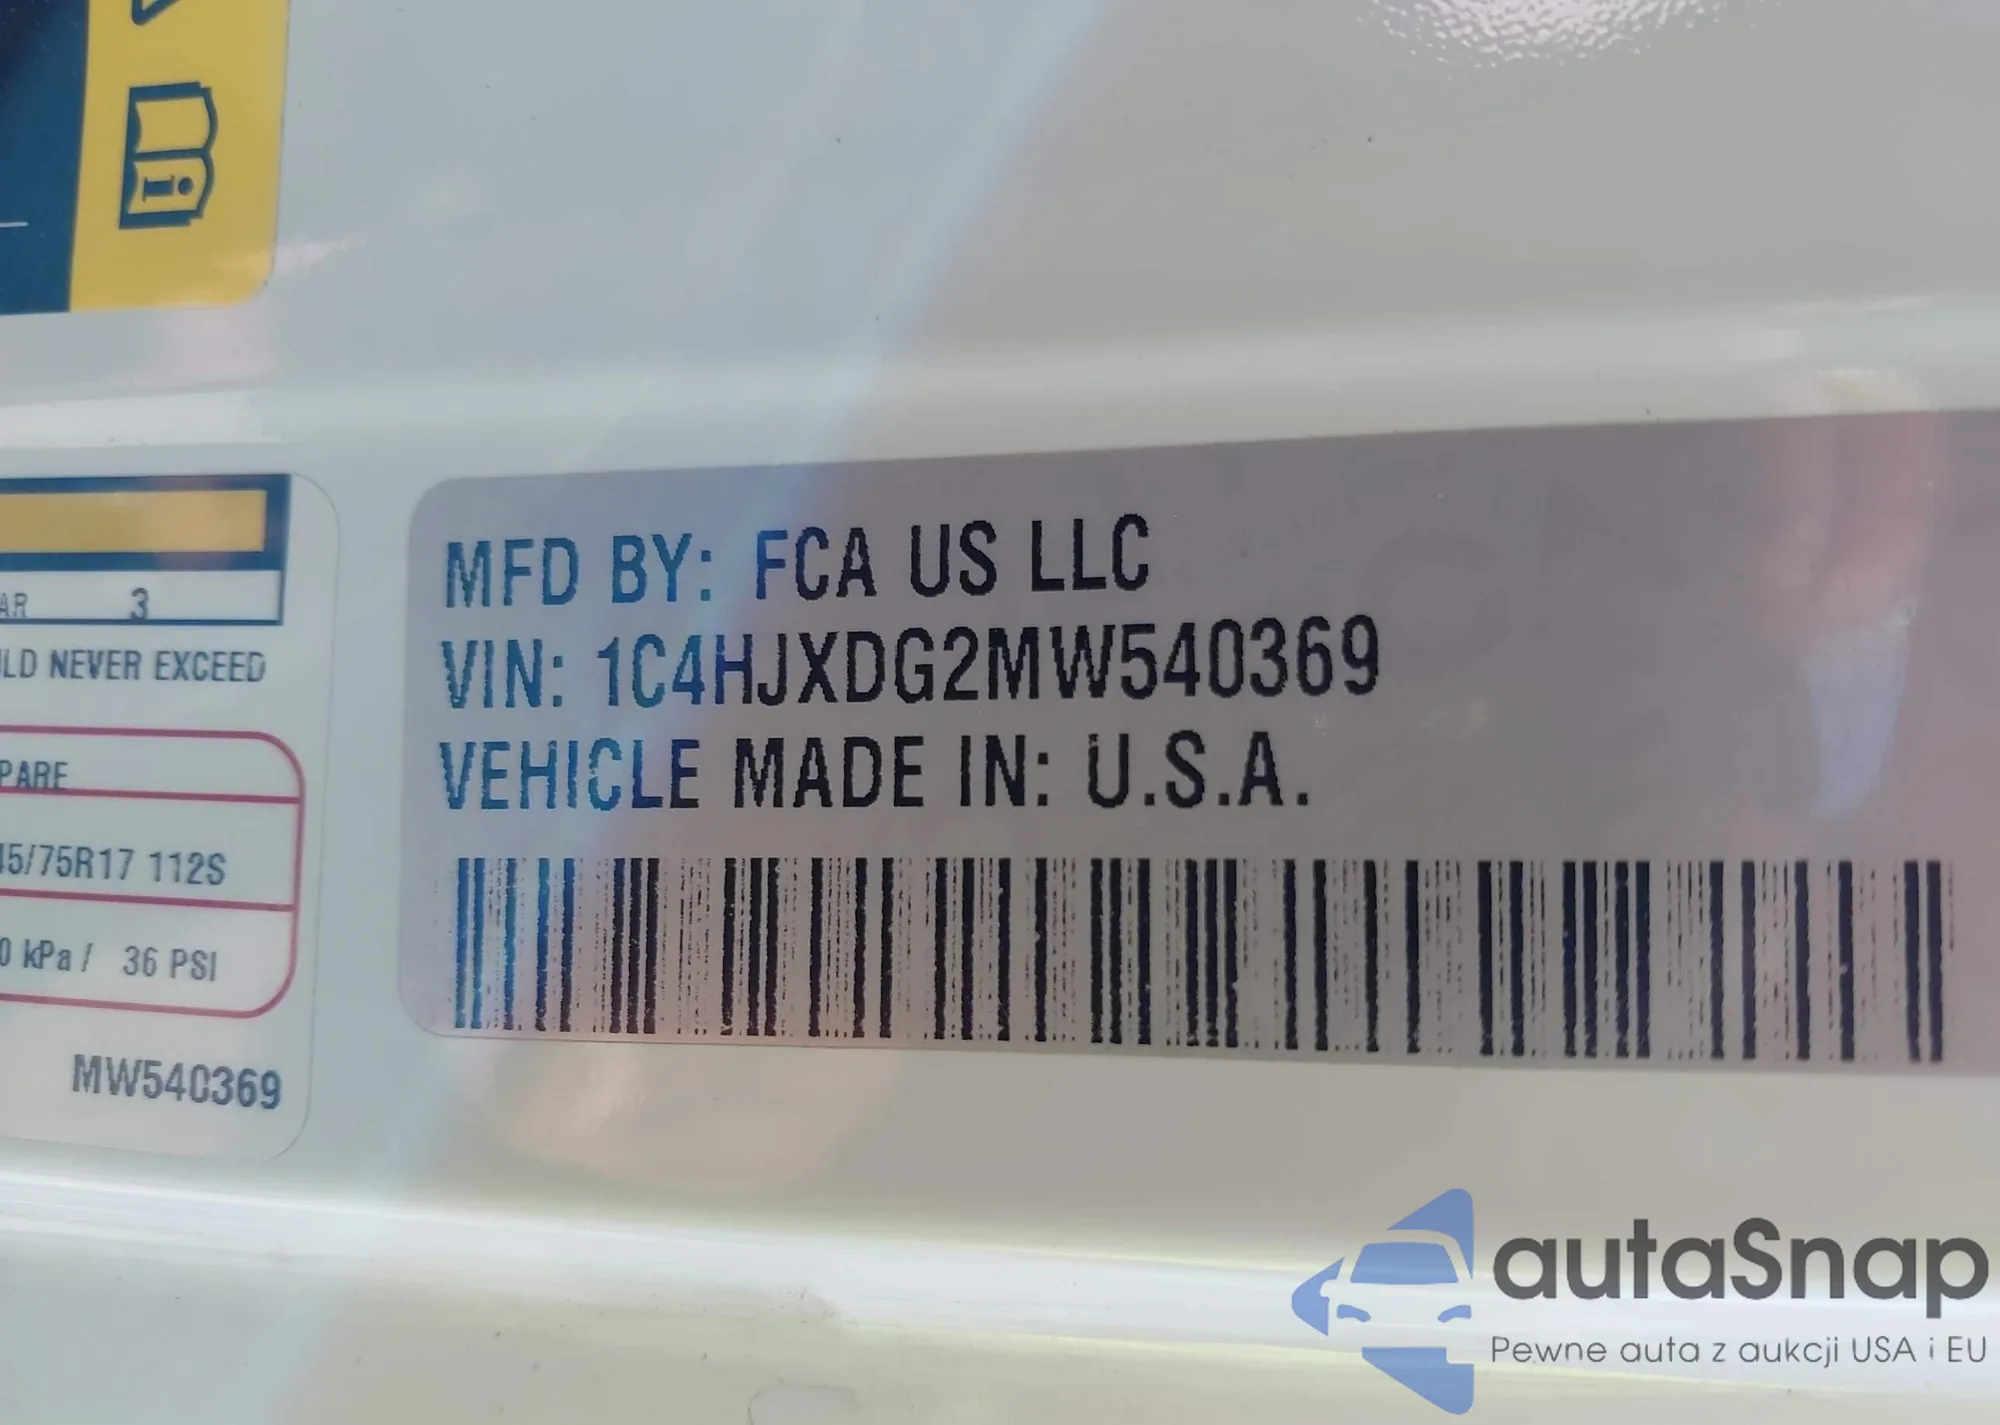 AR 3
LD NEVER EXCEED
PARE
45/75R17 112S
0 kPa / 36 PSI
MW540369
MFD BY: FCA US LLC
VIN: 1C4HJXDG2MW540369
VEHICLE MADE IN: U.S.A.
autaSnap
Pewne auta z aukcji USA i EU